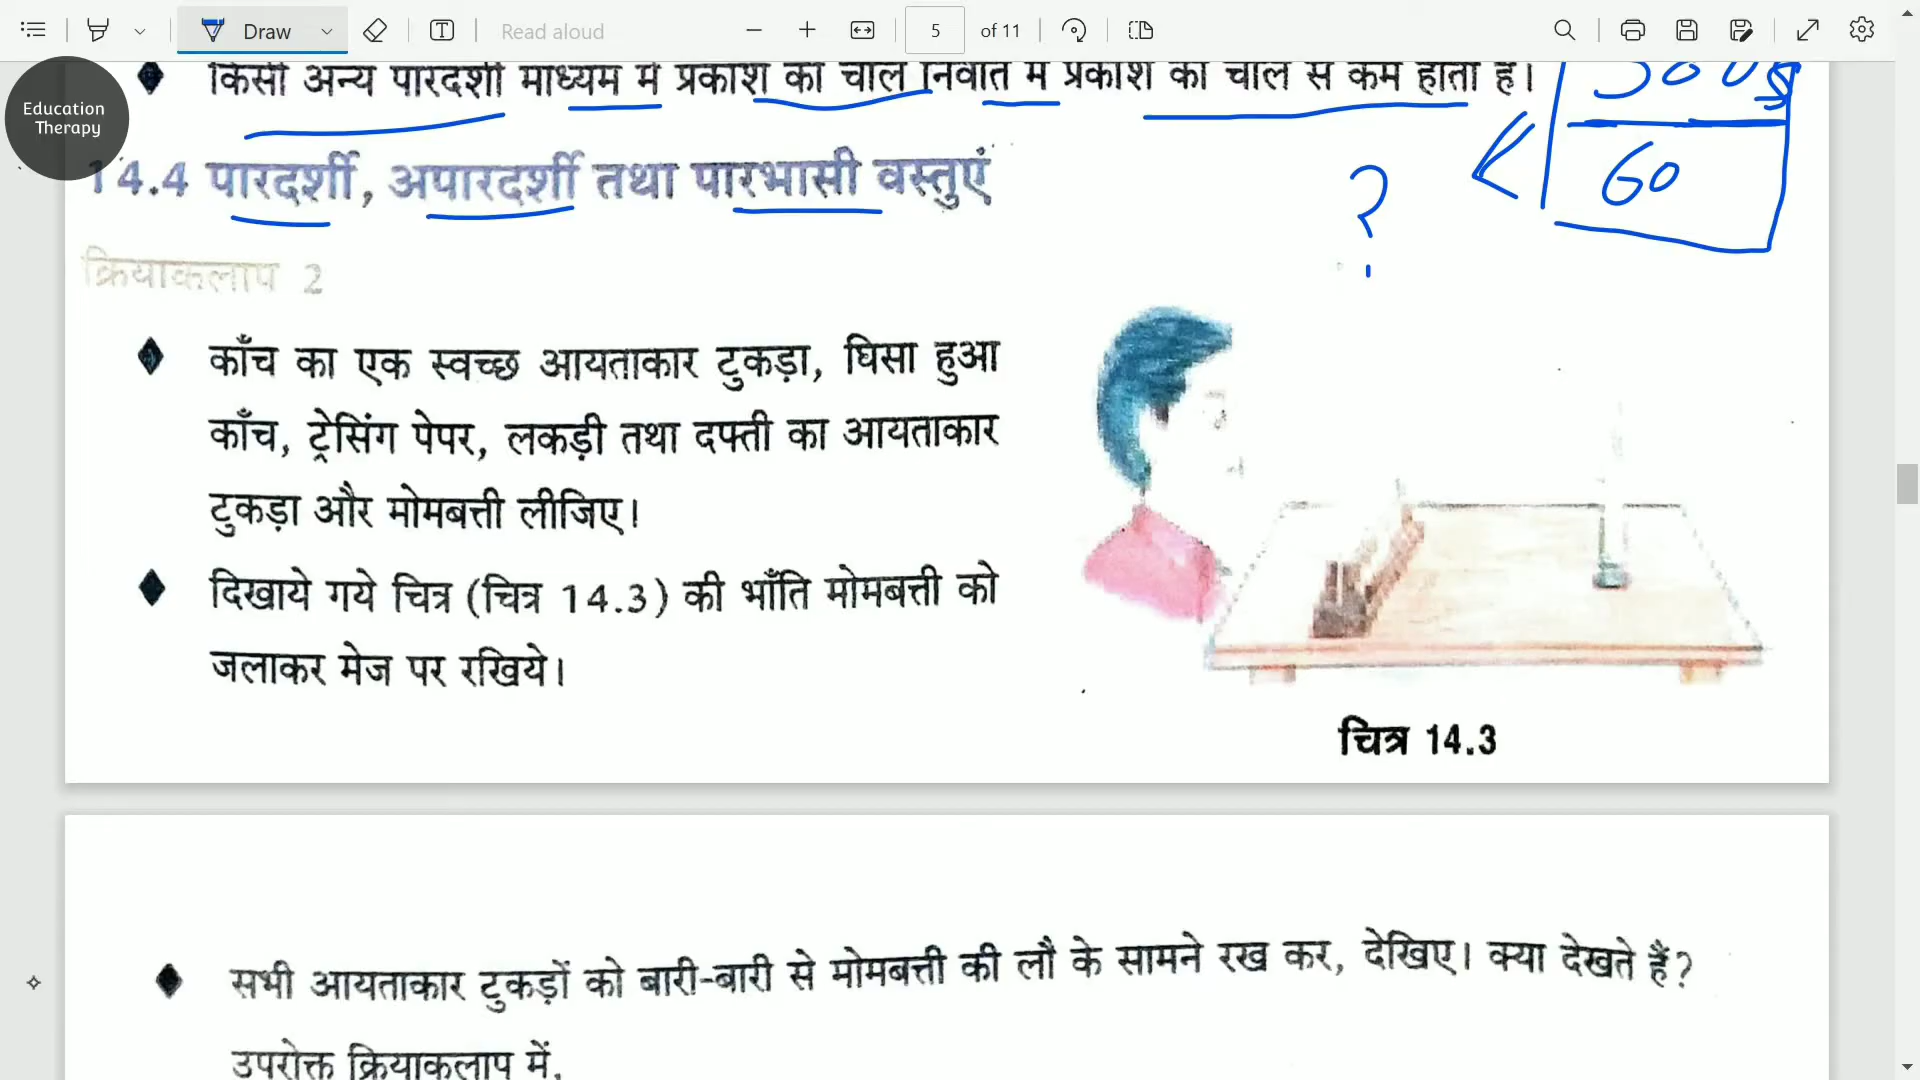 Draw
Read aloud
5 of 11
Education
Therapy
किसी अन्य पारदर्शी माध्यम में प्रकाश की चाल निर्वात में प्रकाश की चाल से कम होती है।
60
14.4 पारदर्शी, अपारदर्शी तथा पारभासी वस्तुएं
?
क्रियाकलाप 2
काँच का एक स्वच्छ आयताकार टुकड़ा, घिसा हुआ
काँच, ट्रेसिंग पेपर, लकड़ी तथा दफ्ती का आयताकार
टुकड़ा और मोमबत्ती लीजिए।
दिखाये गये चित्र (चित्र 14.3) की भाँति मोमबत्ती को
जलाकर मेज पर रखिये।
चित्र 14.3
सभी आयताकार टुकड़ों को बारी-बारी से मोमबत्ती की लौ के सामने रख कर, देखिए। क्या देखते हैं?
उपरोक्त क्रियाकलाप में,